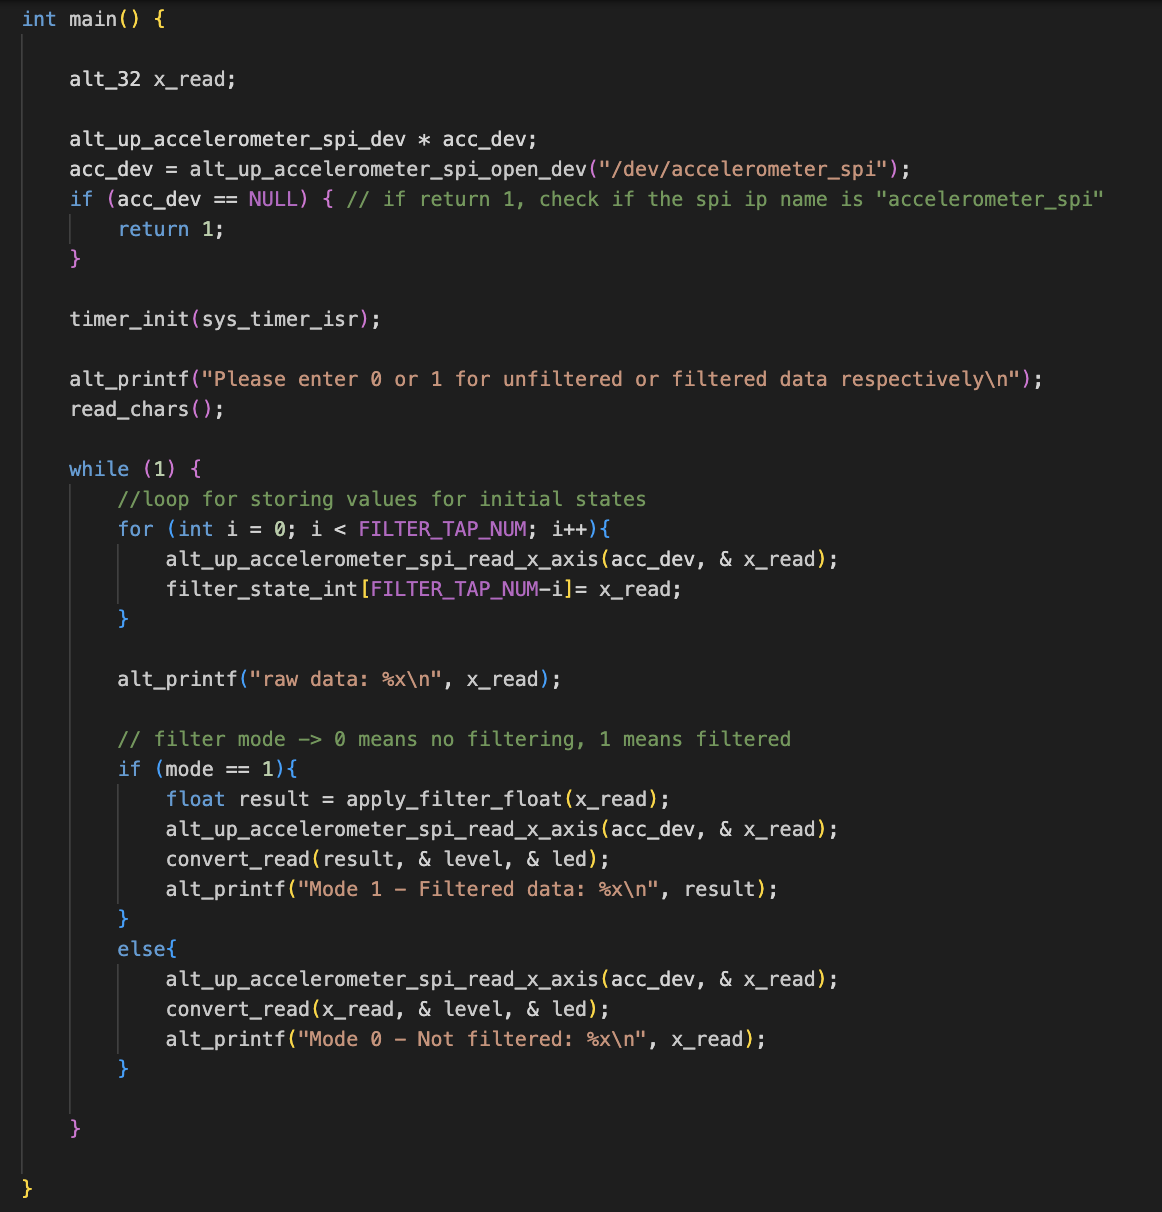 int main() {
alt_32 x_read;
alt_up_accelerometer_spi_dev * acc_dev;
acc_dev = alt_up_accelerometer_spi_open_dev("/dev/accelerometer_spi");
if (acc_dev == NULL) { // if return 1, check if the spi ip name is "accelerometer_spi"
return 1;
}
timer_init(sys_timer_isr);
alt_printf("Please enter 0 or 1 for unfiltered or filtered data respectively\n");
read_chars();
while (1) {
//loop for storing values for initial states
for (int i = 0; i < FILTER_TAP_NUM; i++){
alt_up_accelerometer_spi_read_x_axis(acc_dev, & x_read);
filter_state_int[FILTER_TAP_NUM-i]= x_read;
}
alt_printf("raw data: %x\n", x_read);
// filter mode -> 0 means no filtering, 1 means filtered
if (mode == 1){
float result = apply_filter_float(x_read);
alt_up_accelerometer_spi_read_x_axis(acc_dev, & x_read);
convert_read(result, & level, & led);
alt_printf("Mode 1 - Filtered data: %x\n", result);
}
else{
alt_up_accelerometer_spi_read_x_axis(acc_dev, & x_read);
convert_read(x_read, & level, & led);
alt_printf("Mode 0 - Not filtered: %x\n", x_read);
}
}
}